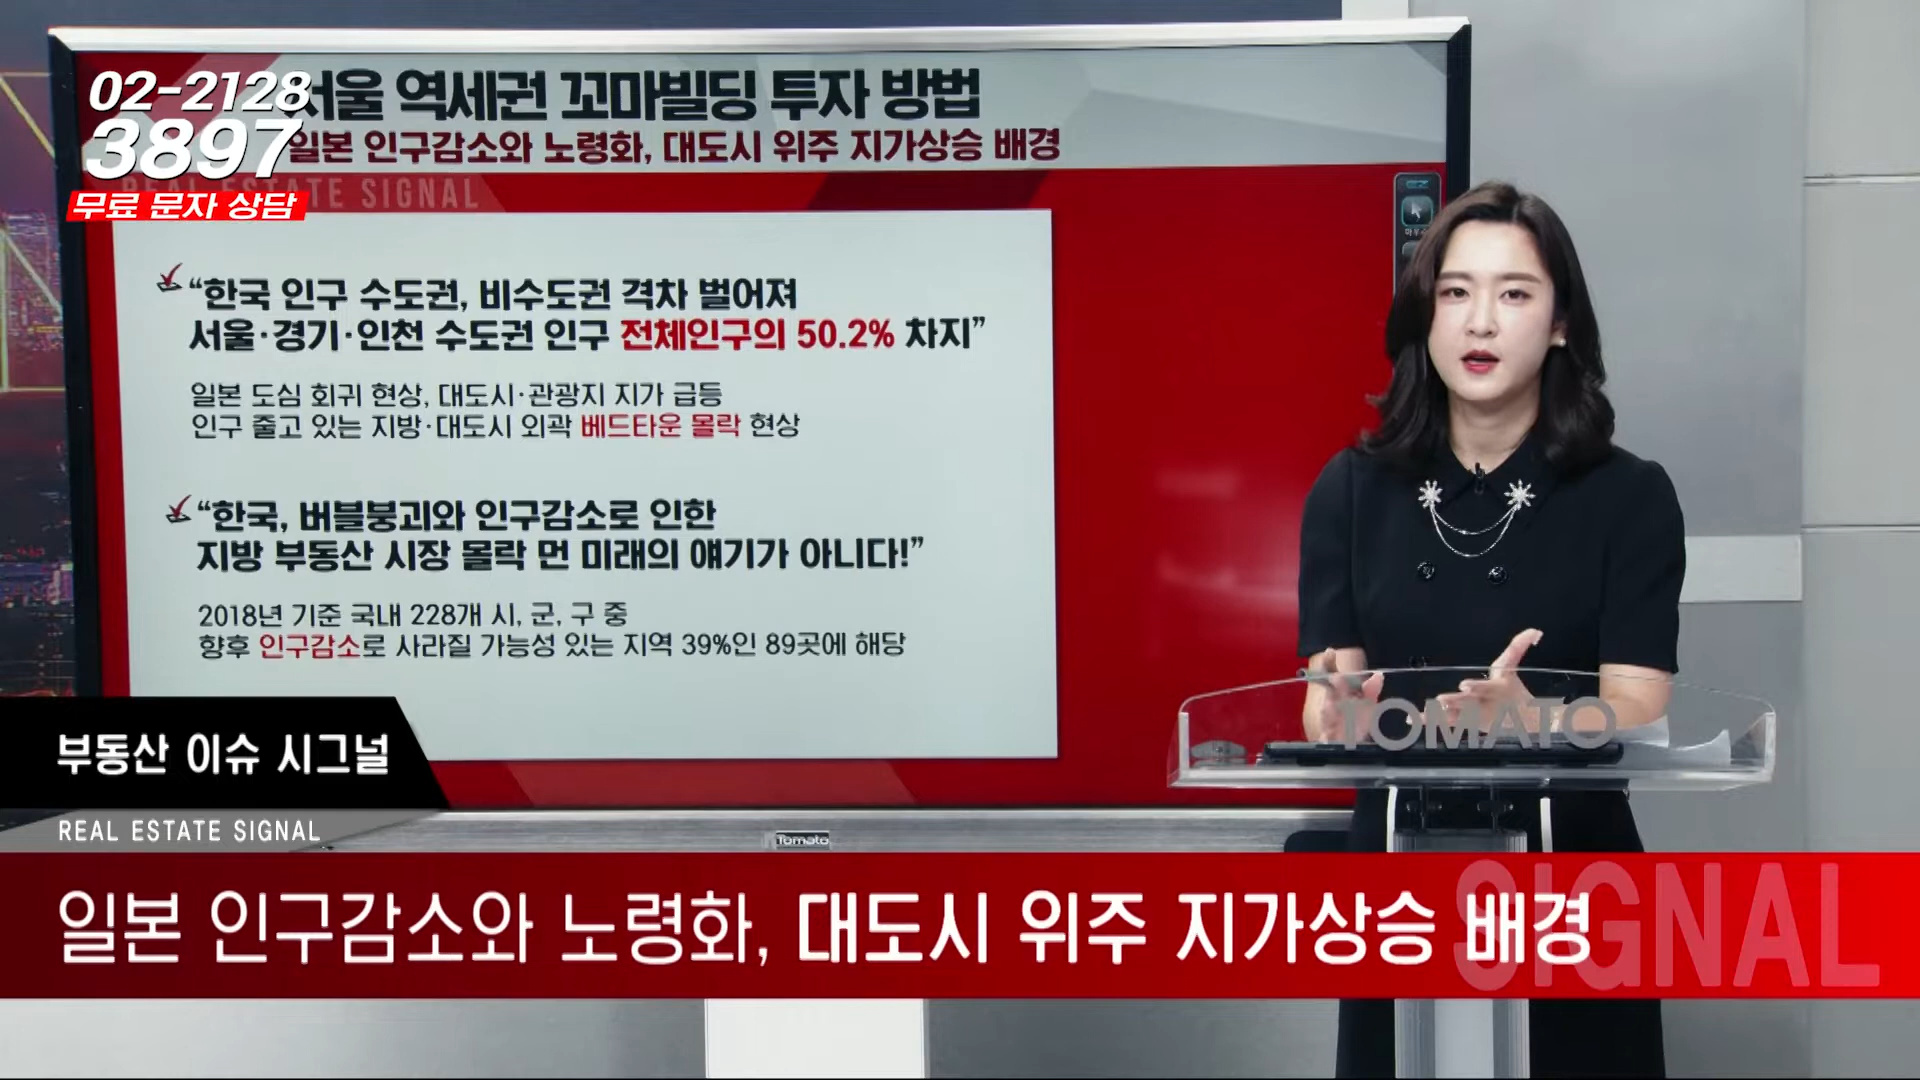 02-2128
3897
무료 문자 상담
서울 역세권 꼬마빌딩 투자 방법
일본 인구감소와 노령화, 대도시 위주 지가상승 배경
REAL ESTATE SIGNAL
“한국 인구 수도권, 비수도권 격차 벌어져
서울·경기·인천 수도권 인구 전체인구의 50.2% 차지”
일본 도심 회귀 현상, 대도시·관광지 지가 급등
인구 줄고 있는 지방·대도시 외곽 베드타운 몰락 현상
“한국, 버블붕괴와 인구감소로 인한
지방 부동산 시장 몰락 먼 미래의 얘기가 아니다!”
2018년 기준 국내 228개 시, 군, 구 중
향후 인구감소로 사라질 가능성 있는 지역 39%인 89곳에 해당
TOMATO
Tomato
부동산 이슈 시그널
REAL ESTATE SIGNAL
일본 인구감소와 노령화, 대도시 위주 지가상승 배경
SIGNAL